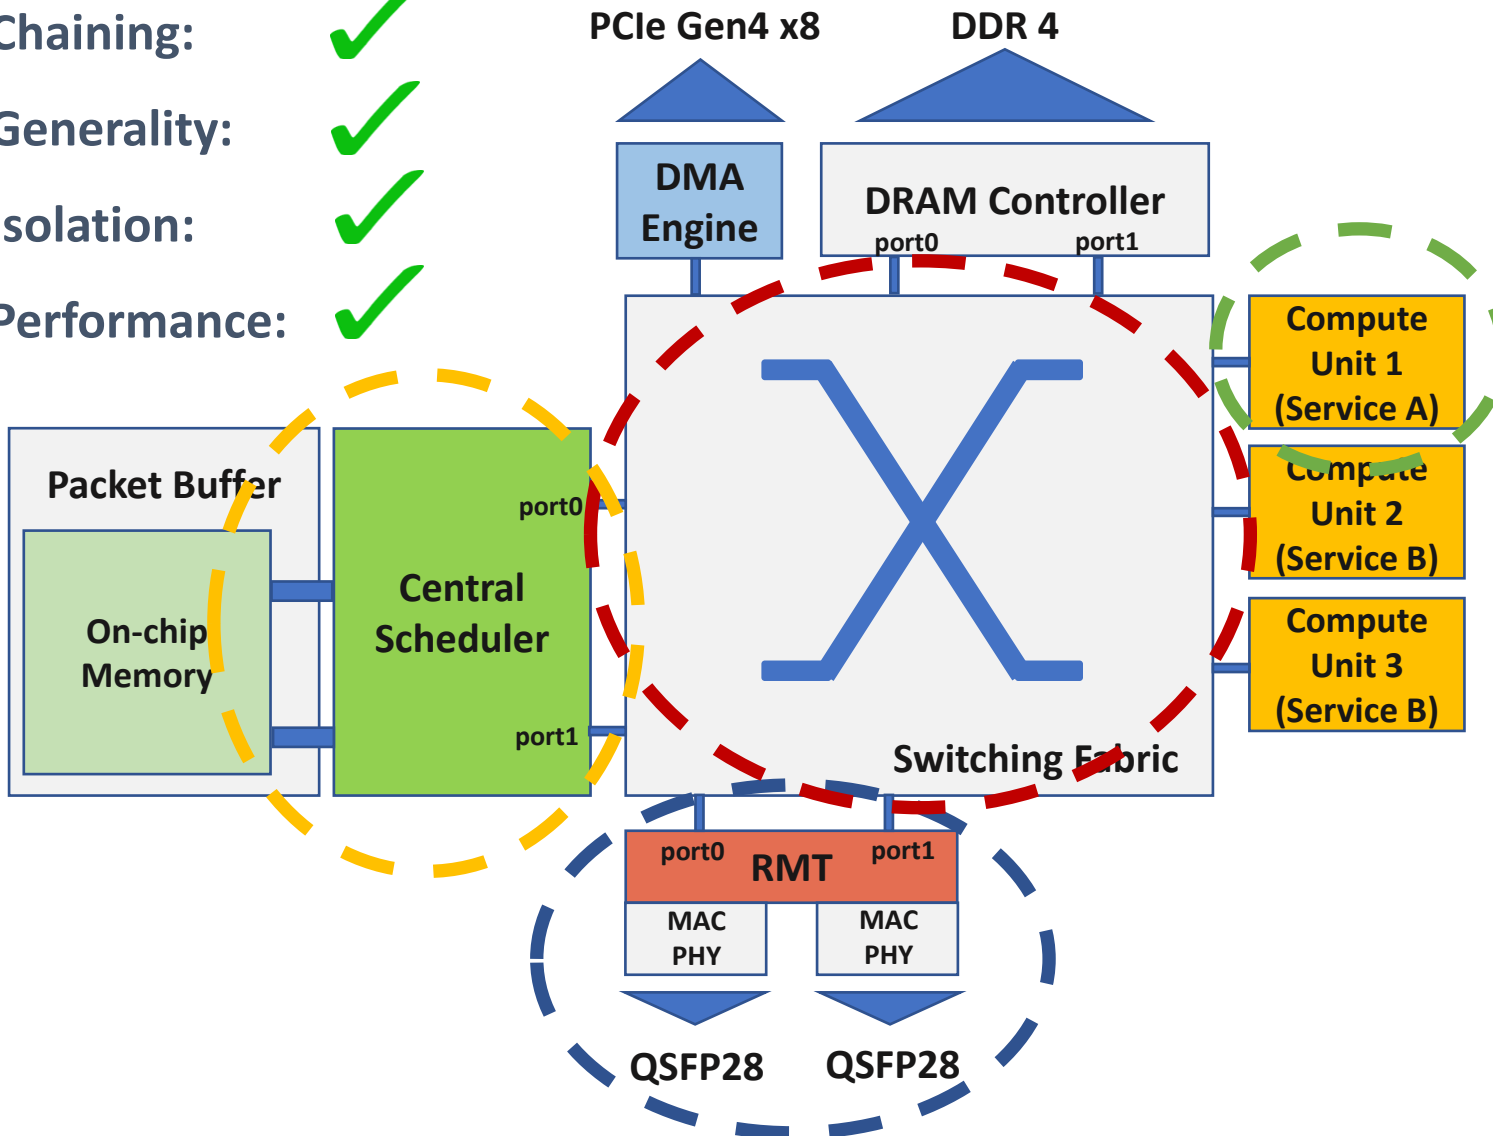 Chaining:
Generality:
solation:
Performance:
PCIe Gen4 x8
DDR 4
DMA
Engine
DRAM Controller
port0
port1
Compute
Unit 1
(Service A)
Compute
Unit 2
(Service B)
Compute
Unit 3
(Service B)
Packet Buffer
On-chip
Memory
Central
Scheduler
port0
port1
Switching Fabric
port0
RMT
port1
MAC
PHY
MAC
PHY
QSFP28
QSFP28